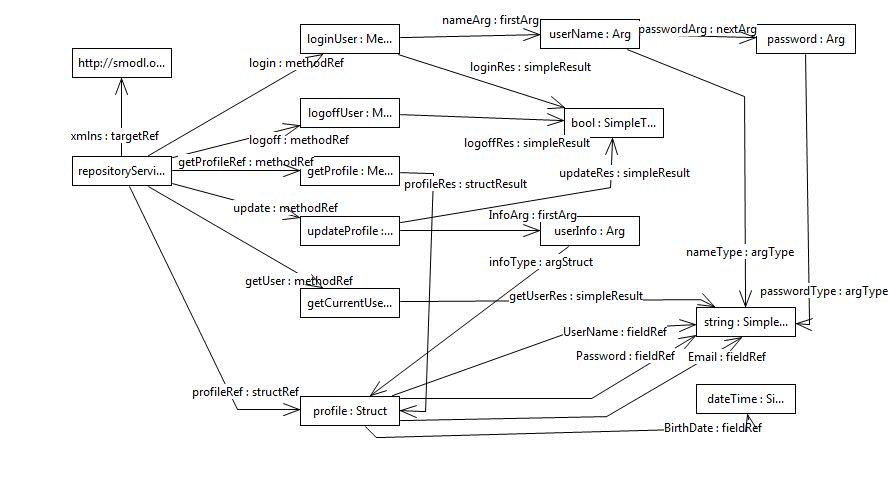 nameArg : firstArg
loginUser : Me...
userName : Arg
passwordArg : nextArg
password : Arg
http://smodl.o...
login : methodRef
loginRes : simpleResult
logoffUser : M...
bool : SimpleT...
xmlns : targetRef
logoff : methodRef
logoffRes : simpleResult
getProfileRef : methodRef
repositoryServi...
getProfile : Me...
updateRes : simpleResult
profileRes : structResult
update : methodRef
InfoArg : firstArg
updateProfile :...
userInfo : Arg
nameType : argType
infoType : argStruct
getUser : methodRef
passwordType : argType
getCurrentUse...
getUserRes : simpleResult
string : Simple...
UserName : fieldRef
Password : fieldRef
Email : fieldRef
profileRef : structRef
dateTime : Si...
profile : Struct
BirthDate : fieldRef